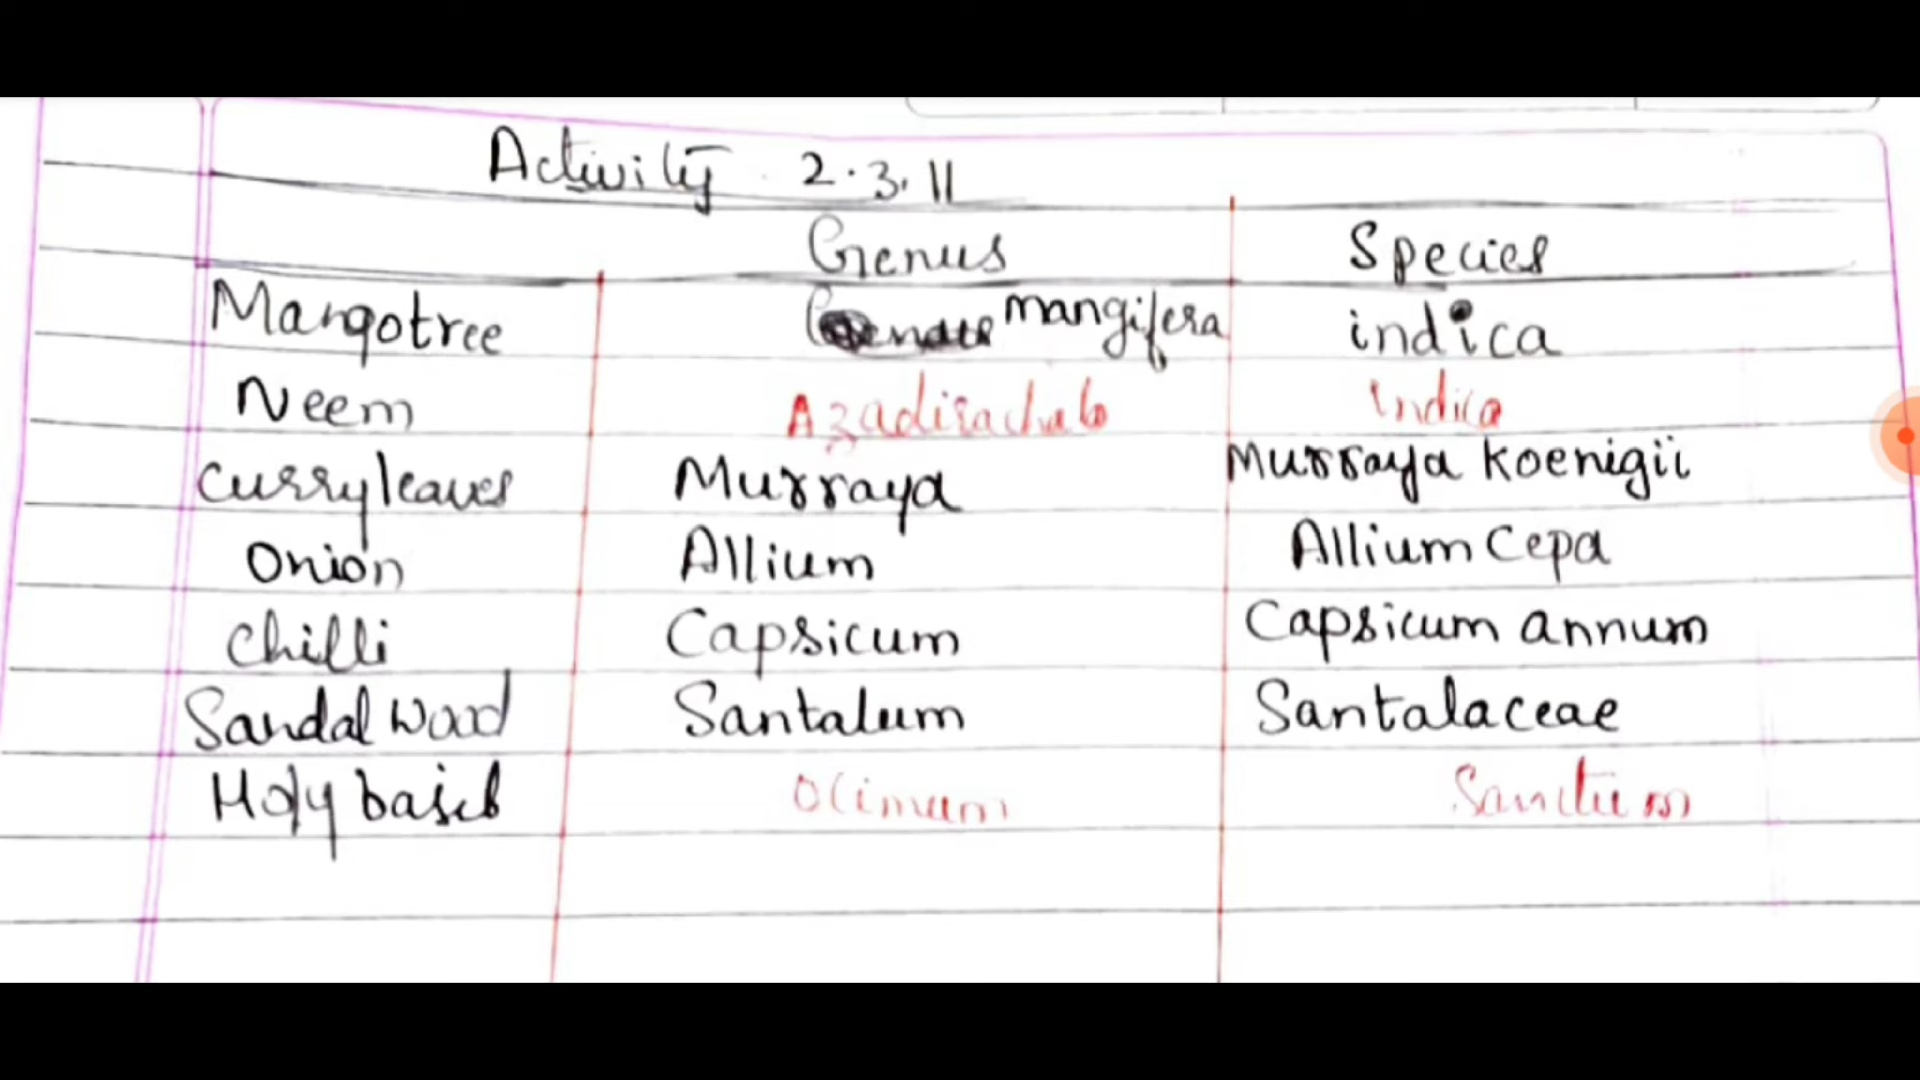 Activity 2.3.11
Genus Species
Mangotree mangifera indica
Neem Azadirachab Indica
curryleaves Murraya Murraya koenigii
Onion Allium Allium Cepa
Chilli Capsicum Capsicum annum
Sandal wood Santalum Santalaceae
Holy basil Ocimum Sanctum